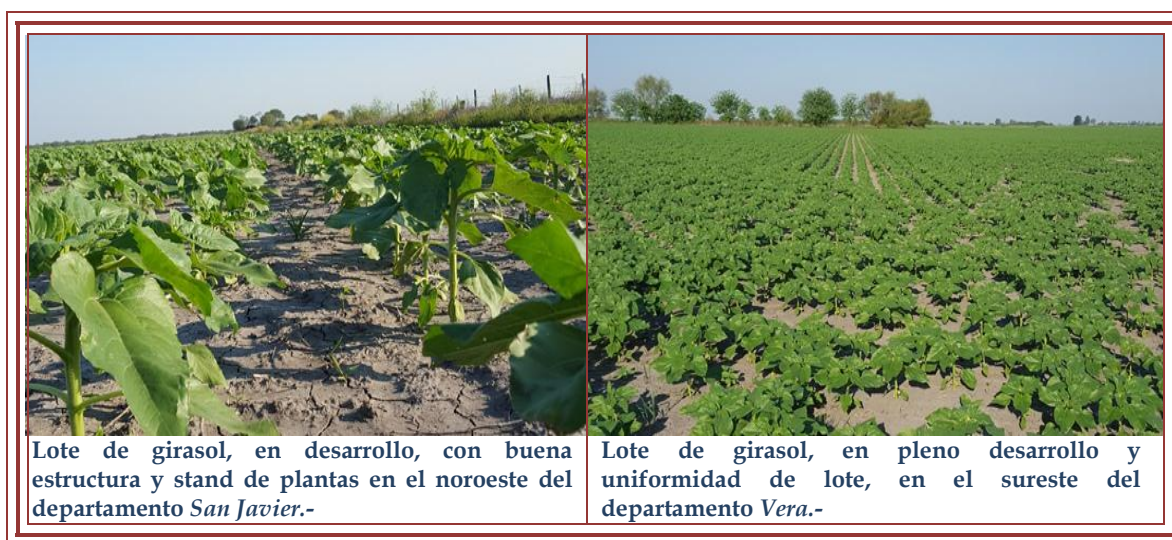 Lote de girasol, en desarrollo, con buena
estructura y stand de plantas en el noroeste del
departamento San Javier.-
Lote de girasol, en pleno desarrollo y
uniformidad de lote, en el sureste del
departamento Vera.-